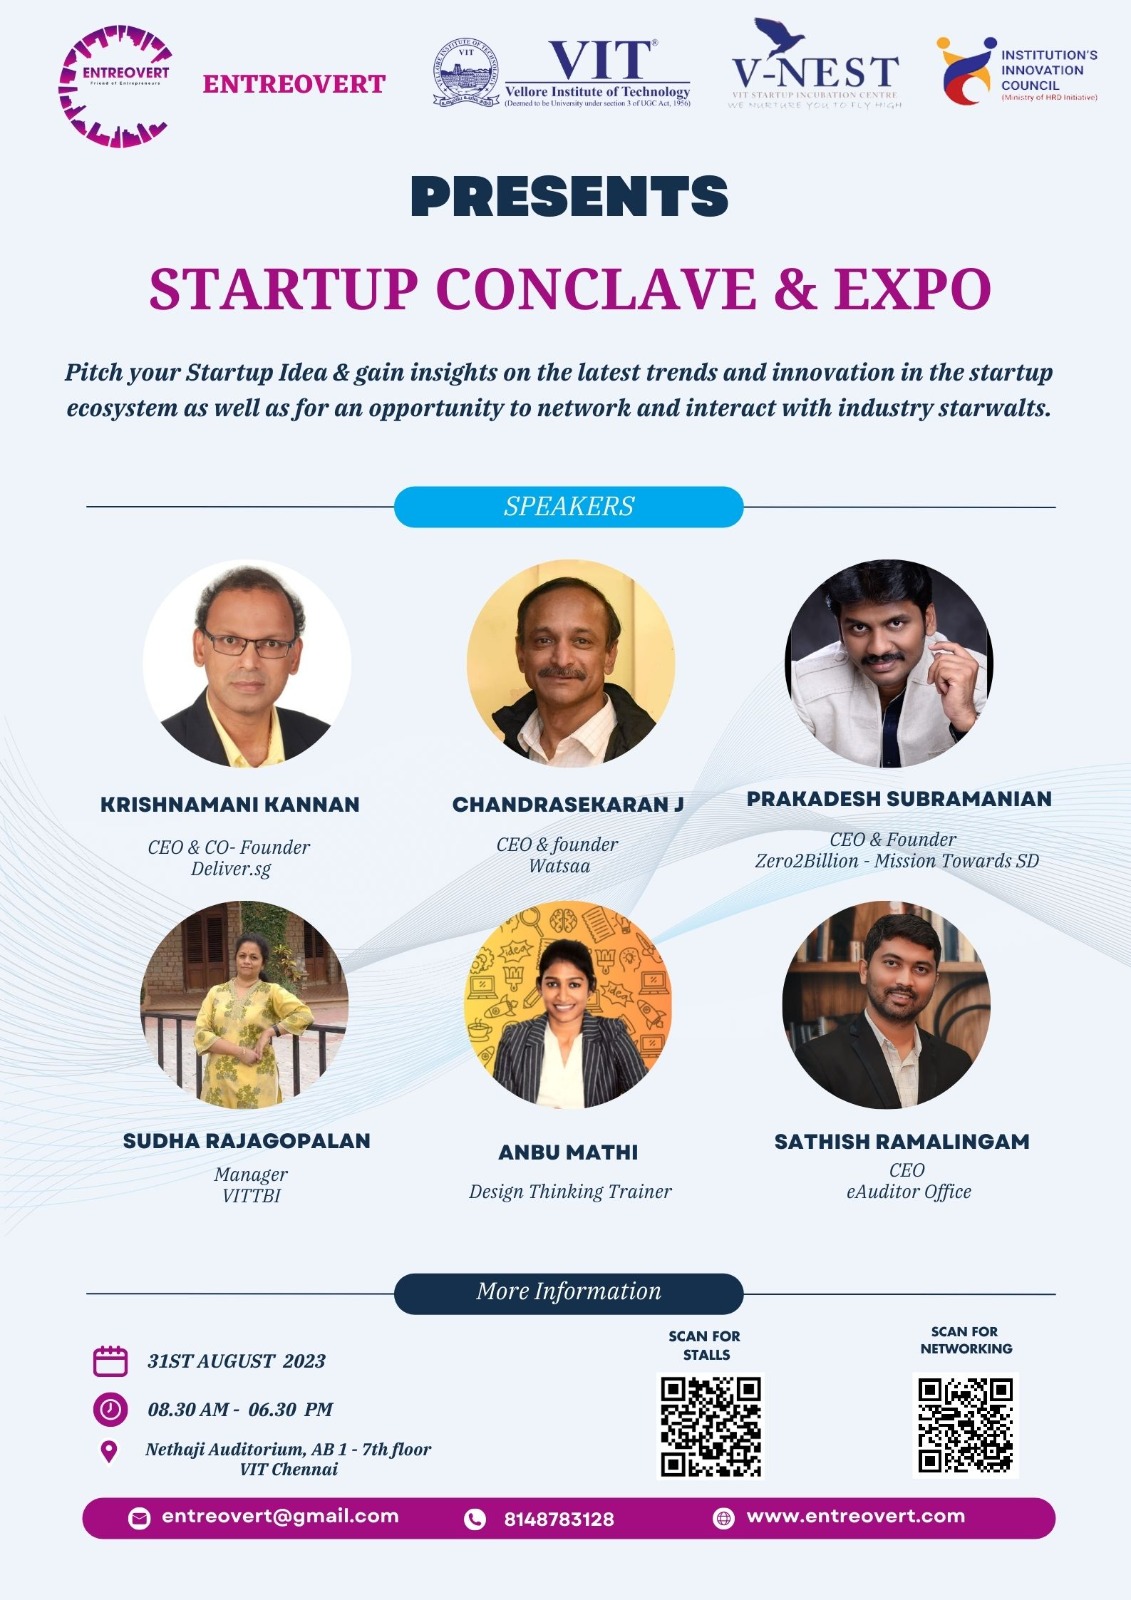 ENTREOVERT
Friend of Entrepreneurs
ENTREOVERT
VIT
VIT®
Vellore Institute of Technology
(Deemed to be University under section 3 of UGC Act, 1956)
V-NEST
VIT STARTUP INCUBATION CENTRE
WE NURTURE YOU TO FLY HIGH
INSTITUTION'S
INNOVATION
COUNCIL
(Ministry of HRD Initiative)
PRESENTS
STARTUP CONCLAVE & EXPO
Pitch your Startup Idea & gain insights on the latest trends and innovation in the startup
ecosystem as well as for an opportunity to network and interact with industry starwalts.
SPEAKERS
KRISHNAMANI KANNAN
CEO & CO- Founder
Deliver.sg
CHANDRASEKARAN J
CEO & founder
Watsaa
PRAKADESH SUBRAMANIAN
CEO & Founder
Zero2Billion - Mission Towards SD
SUDHA RAJAGOPALAN
Manager
VITTBI
ANBU MATHI
Design Thinking Trainer
SATHISH RAMALINGAM
CEO
eAuditor Office
More Information
31ST AUGUST 2023
08.30 AM - 06.30 PM
Nethaji Auditorium, AB 1 - 7th floor
VIT Chennai
SCAN FOR
STALLS
SCAN FOR
NETWORKING
entreovert@gmail.com
8148783128
www.entreovert.com